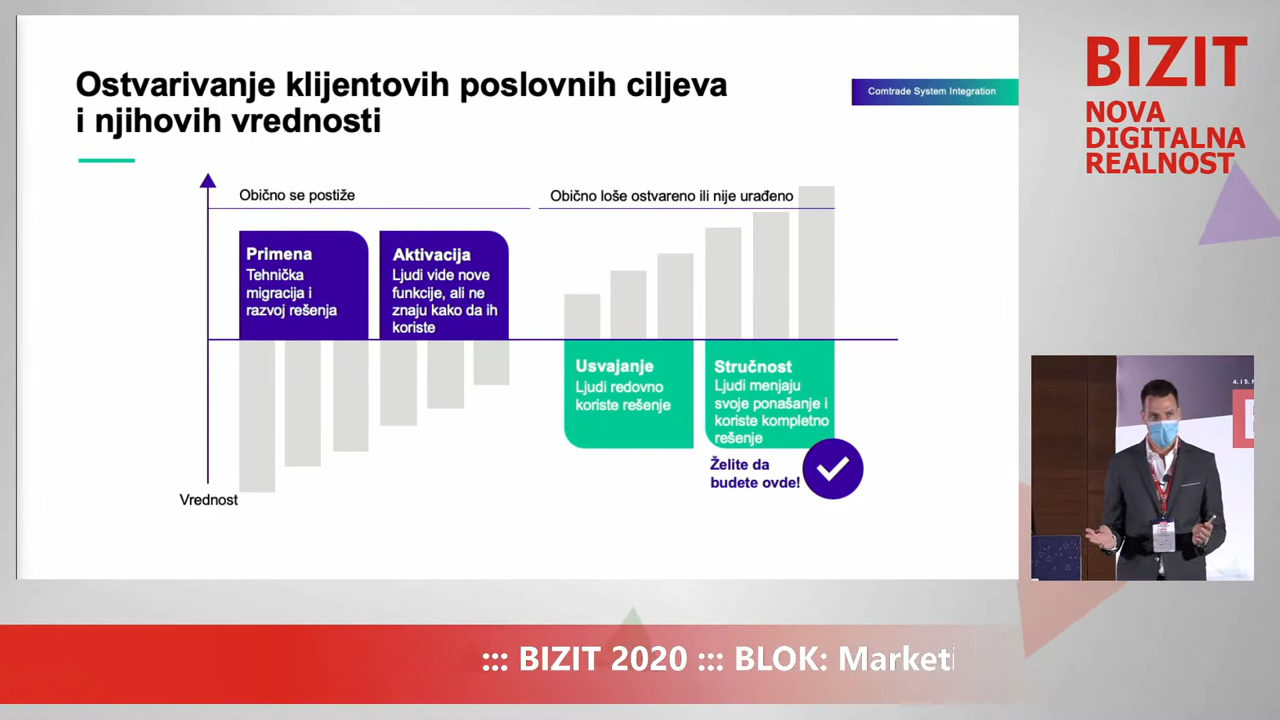 Ostvarivanje klijentovih poslovnih ciljeva
i njihovih vrednosti
Comtrade System Integration
Obično se postiže
Obično loše ostvareno ili nije urađeno
Primena
Tehnička
migracija i
razvoj rešenja
Aktivacija
Ljudi vide nove
funkcije, ali ne
znaju kako da ih
koriste
Usvajanje
Ljudi redovno
koriste rešenje
Stručnost
Ljudi menjaju
svoje ponašanje i
koriste kompletno
rešenje
Želite da
budete ovde!
Vrednost
BIZIT
NOVA
DIGITALNA
REALNOST
::: BIZIT 2020 ::: BLOK: Marketi